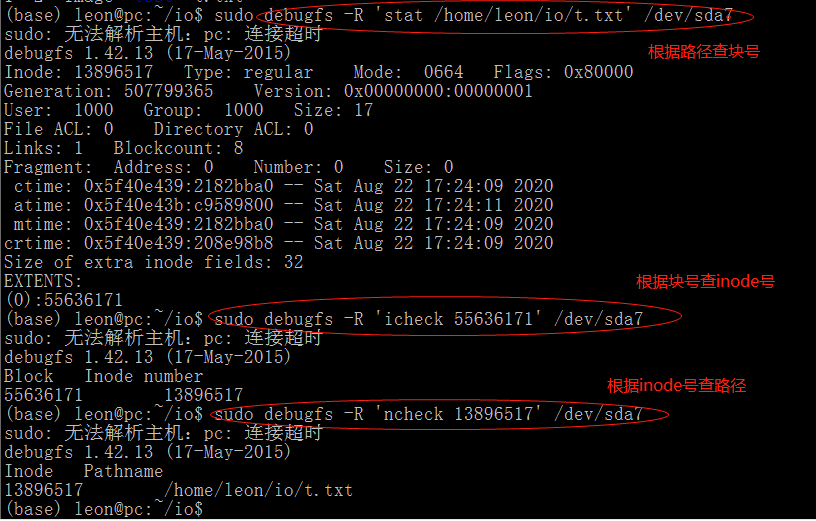 (base) leon@pc:~/io$ sudo debugfs -R 'stat /home/leon/io/t.txt' /dev/sda7
sudo: 无法解析主机: pc: 连接超时
根据路径查块号
debugfs 1.42.13 (17-May-2015)
Inode: 13896517   Type: regular    Mode:  0664   Flags: 0x80000
Generation: 507799365    Version: 0x00000000:00000001
User:  1000   Group:  1000   Size: 17
File ACL: 0    Directory ACL: 0
Links: 1   Blockcount: 8
Fragment:  Address: 0    Number: 0    Size: 0
 ctime: 0x5f40e439:2182bba0 -- Sat Aug 22 17:24:09 2020
 atime: 0x5f40e43b:c9589800 -- Sat Aug 22 17:24:11 2020
 mtime: 0x5f40e439:2182bba0 -- Sat Aug 22 17:24:09 2020
crtime: 0x5f40e439:208e98b8 -- Sat Aug 22 17:24:09 2020
Size of extra inode fields: 32
EXTENTS:
根据块号查inode号
(0):55636171
(base) leon@pc:~/io$ sudo debugfs -R 'icheck 55636171' /dev/sda7
sudo: 无法解析主机: pc: 连接超时
debugfs 1.42.13 (17-May-2015)
Block   Inode number
55636171        13896517
根据inode号查路径
(base) leon@pc:~/io$ sudo debugfs -R 'ncheck 13896517' /dev/sda7
sudo: 无法解析主机: pc: 连接超时
debugfs 1.42.13 (17-May-2015)
Inode   Pathname
13896517        /home/leon/io/t.txt
(base) leon@pc:~/io$